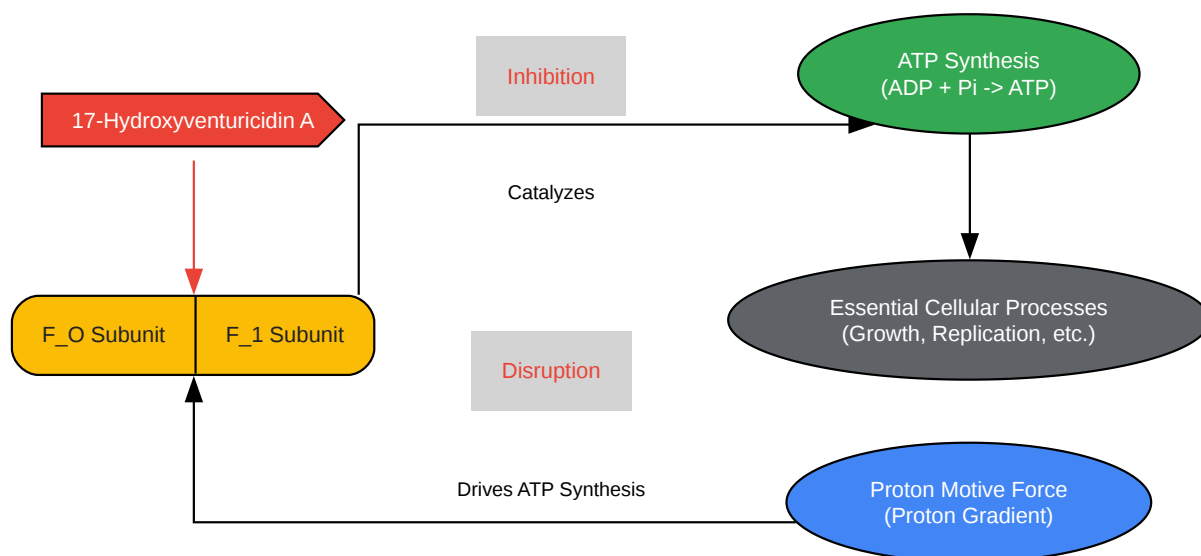 ATP Synthesis
(ADP + Pi -> ATP)
Inhibition
17-Hydroxyventuricidin A
Catalyzes
Essential Cellular Processes
(Growth, Replication, etc.)
F_O Subunit
F_1 Subunit
Disruption
Drives ATP Synthesis
Proton Motive Force
(Proton Gradient)